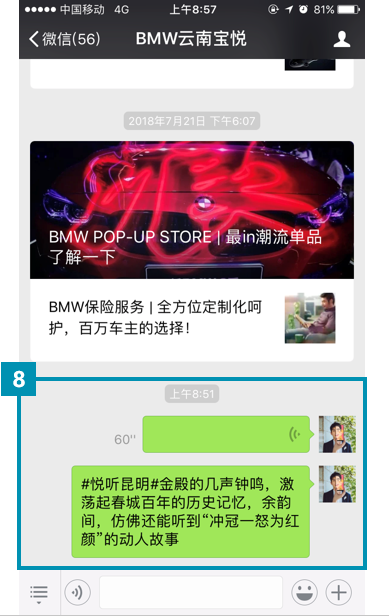 中国移动 4G 上午8:57 81%
微信(56) BMW云南宝悦
2018年7月21日 下午6:07
BMW POP-UP STORE | 最in潮流单品
了解一下
BMW保险服务 | 全方位定制化呵
护，百万车主的选择！
8
上午8:51
60''
#悦听昆明#金殿的几声钟鸣，激
荡起春城百年的历史记忆，余韵
间，仿佛还能听到“冲冠一怒为红
颜”的动人故事